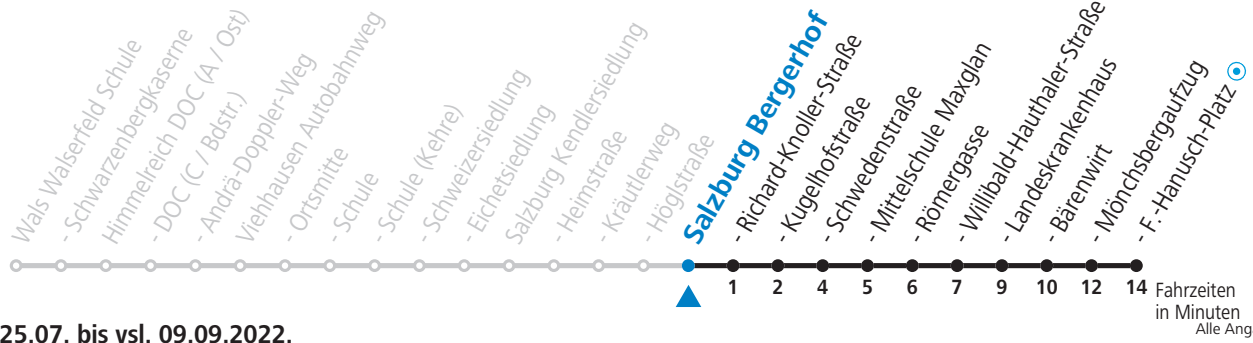 Wals Walserfeld Schule
- Schwarzenbergkaserne
Himmelreich DOC (A / Ost)
- DOC (C / Bdstr.)
- Andrä-Doppler-Weg
Viehhausen Autobahnweg
- Ortsmitte
- Schule
- Schule (Kehre)
- Schweizersiedlung
- Eichetsiedlung
Salzburg Kendlersiedlung
- Heimstraße
- Kräutlerweg
- Höglstraße
Salzburg Bergerhof
- Richard-Knoller-Straße
- Kugelhofstraße
- Schwedenstraße
- Mittelschule Maxglan
- Römergasse
- Willibald-Hauthaler-Straße
- Landeskrankenhaus
- Bärenwirt
- Mönchsbergaufzug
- F.-Hanusch-Platz
1 2 4 5 6 7 9 10 12 14 Fahrzeiten
in Minuten
Alle Ang
25.07. bis vsl. 09.09.2022.